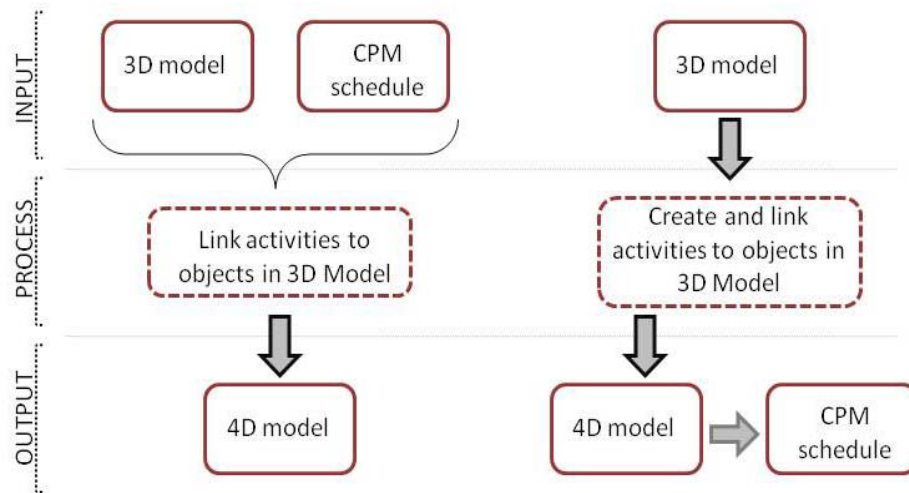 INPUT
3D model
CPM
schedule
3D model
PROCESS
Link activities to
objects in 3D Model
Create and link
activities to objects in
3D Model
OUTPUT
4D model
4D model
CPM
schedule